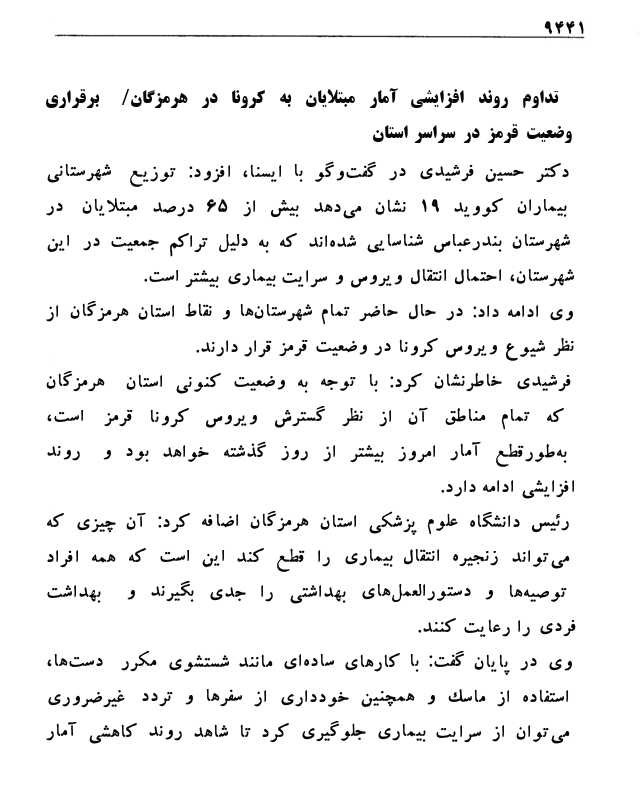 ۹۴۴۱
تداوم روند افزایشی آمار مبتلایان به کرونا در هرمزگان/ برقراری
وضعیت قرمز در سراسر استان
دکتر حسین فرشیدی در گفت‌وگو با ایسنا، افزود: توزیع شهرستانی
بیماران کووید ۱۹ نشان می‌دهد بیش از ۶۵ درصد مبتلایان در
شهرستان بندرعباس شناسایی شده‌اند که به دلیل تراکم جمعیت در این
شهرستان، احتمال انتقال ویروس و سرایت بیماری بیشتر است.
وی ادامه داد: در حال حاضر تمام شهرستان‌ها و نقاط استان هرمزگان از
نظر شیوع ویروس کرونا در وضعیت قرمز قرار دارند.
فرشیدی خاطرنشان کرد: با توجه به وضعیت کنونی استان هرمزگان
که تمام مناطق آن از نظر گسترش ویروس کرونا قرمز است،
به‌طورقطع آمار امروز بیشتر از روز گذشته خواهد بود و روند
افزایشی ادامه دارد.
رئیس دانشگاه علوم پزشکی استان هرمزگان اضافه کرد: آن چیزی که
می‌تواند زنجیره انتقال بیماری را قطع کند این است که همه افراد
توصیه‌ها و دستورالعمل‌های بهداشتی را جدی بگیرند و بهداشت
فردی را رعایت کنند.
وی در پایان گفت: با کارهای ساده‌ای مانند شستشوی مکرر دست‌ها،
استفاده از ماسک و همچنین خودداری از سفرها و تردد غیرضروری
می‌توان از سرایت بیماری جلوگیری کرد تا شاهد روند کاهشی آمار